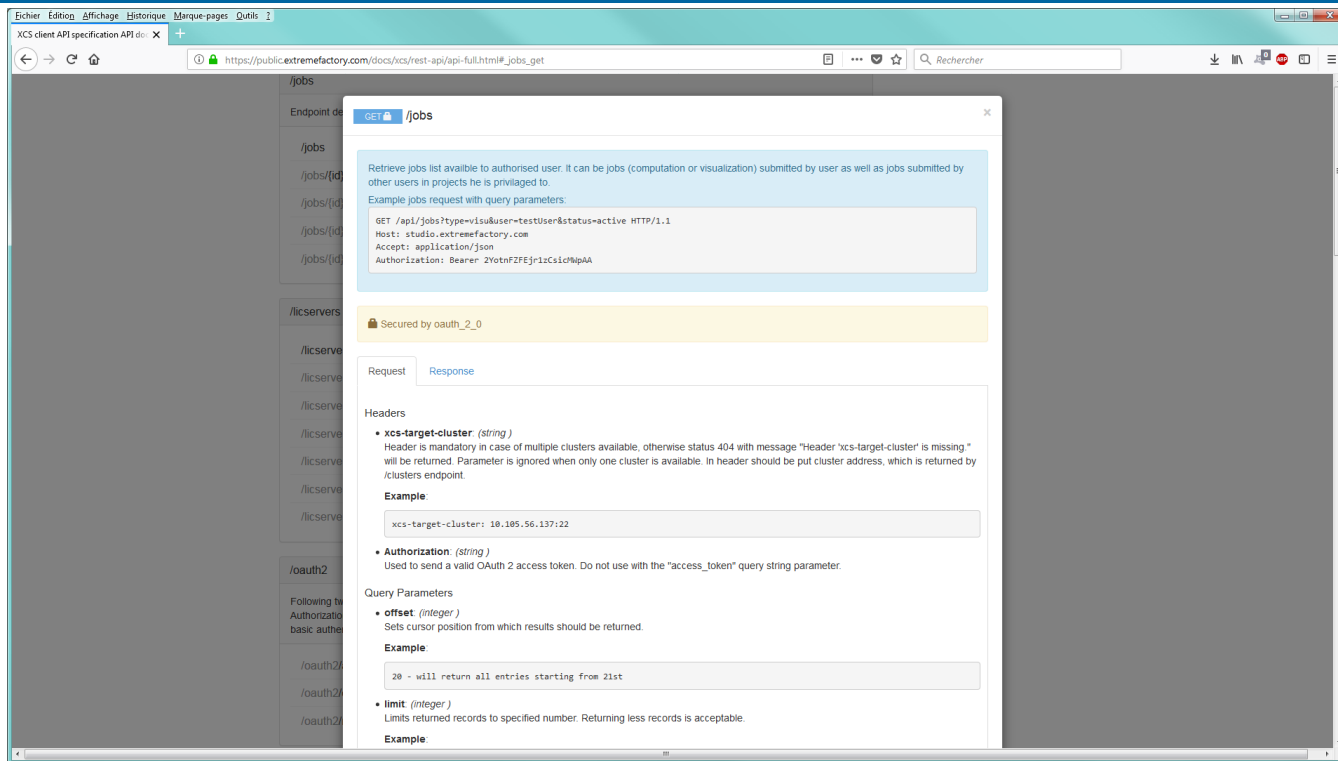 Fichier Édition Affichage Historique Marque-pages Outils ?
XCS client API specification API do
https://public.extremefactory.com/docs/xcs/rest-api/api-full.html#_jobs_get
Rechercher
0
ABP
/jobs
Endpoint de
/jobs
/jobs/{id}
/jobs/{id}
/jobs/{id}
/jobs/{id}
/licservers
/licserve
/licserve
/licserve
/licserve
/licserve
/licserve
/licserve
/oauth2
Following tw
Authorizatio
basic authe
/oauth2/
/oauth2/
/oauth2/
GET /jobs
×
Retrieve jobs list availble to authorised user. It can be jobs (computation or visualization) submitted by user as well as jobs submitted by
other users in projects he is privilaged to.
Example jobs request with query parameters:
GET /api/jobs?type=visu&user=testUser&status=active HTTP/1.1
Host: studio.extremefactory.com
Accept: application/json
Authorization: Bearer 2YotnFZFEjr1zCsicMWpAA
Secured by oauth_2_0
Request Response
Headers
• xcs-target-cluster: (string )
Header is mandatory in case of multiple clusters available, otherwise status 404 with message "Header 'xcs-target-cluster' is missing."
will be returned. Parameter is ignored when only one cluster is available. In header should be put cluster address, which is returned by
/clusters endpoint.
Example:
xcs-target-cluster: 10.105.56.137:22
• Authorization: (string )
Used to send a valid OAuth 2 access token. Do not use with the "access_token" query string parameter.
Query Parameters
• offset: (integer )
Sets cursor position from which results should be returned.
Example:
20 - will return all entries starting from 21st
• limit: (integer )
Limits returned records to specified number. Returning less records is acceptable.
Example: